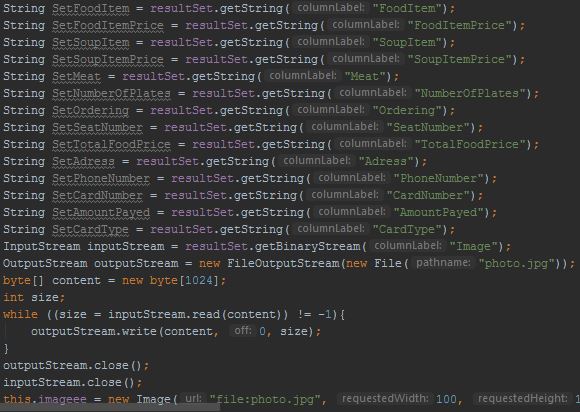 String SetFoodItem = resultSet.getString( columnLabel: "FoodItem");
String SetFoodItemPrice = resultSet.getString( columnLabel: "FoodItemPrice");
String SetSoupItem = resultSet.getString( columnLabel: "SoupItem");
String SetSoupItemPrice = resultSet.getString( columnLabel: "SoupItemPrice");
String SetMeat = resultSet.getString( columnLabel: "Meat");
String SetNumberOfPlates = resultSet.getString( columnLabel: "NumberOfPlates");
String SetOrdering = resultSet.getString( columnLabel: "Ordering");
String SetSeatNumber = resultSet.getString( columnLabel: "SeatNumber");
String SetTotalFoodPrice = resultSet.getString( columnLabel: "TotalFoodPrice");
String SetAdress = resultSet.getString( columnLabel: "Adress");
String SetPhoneNumber = resultSet.getString( columnLabel: "PhoneNumber");
String SetCardNumber = resultSet.getString( columnLabel: "CardNumber");
String SetAmountPayed = resultSet.getString( columnLabel: "AmountPayed");
String SetCardType = resultSet.getString( columnLabel: "CardType");
InputStream inputStream = resultSet.getBinaryStream( columnLabel: "Image");
OutputStream outputStream = new FileOutputStream(new File( pathname: "photo.jpg"));
byte[] content = new byte[1024];
int size;
while ((size = inputStream.read(content)) != -1){
outputStream.write(content, off: 0, size);
}
outputStream.close();
inputStream.close();
this.imageee = new Image( url: "file:photo.jpg", requestedWidth: 100, requestedHeight: 1